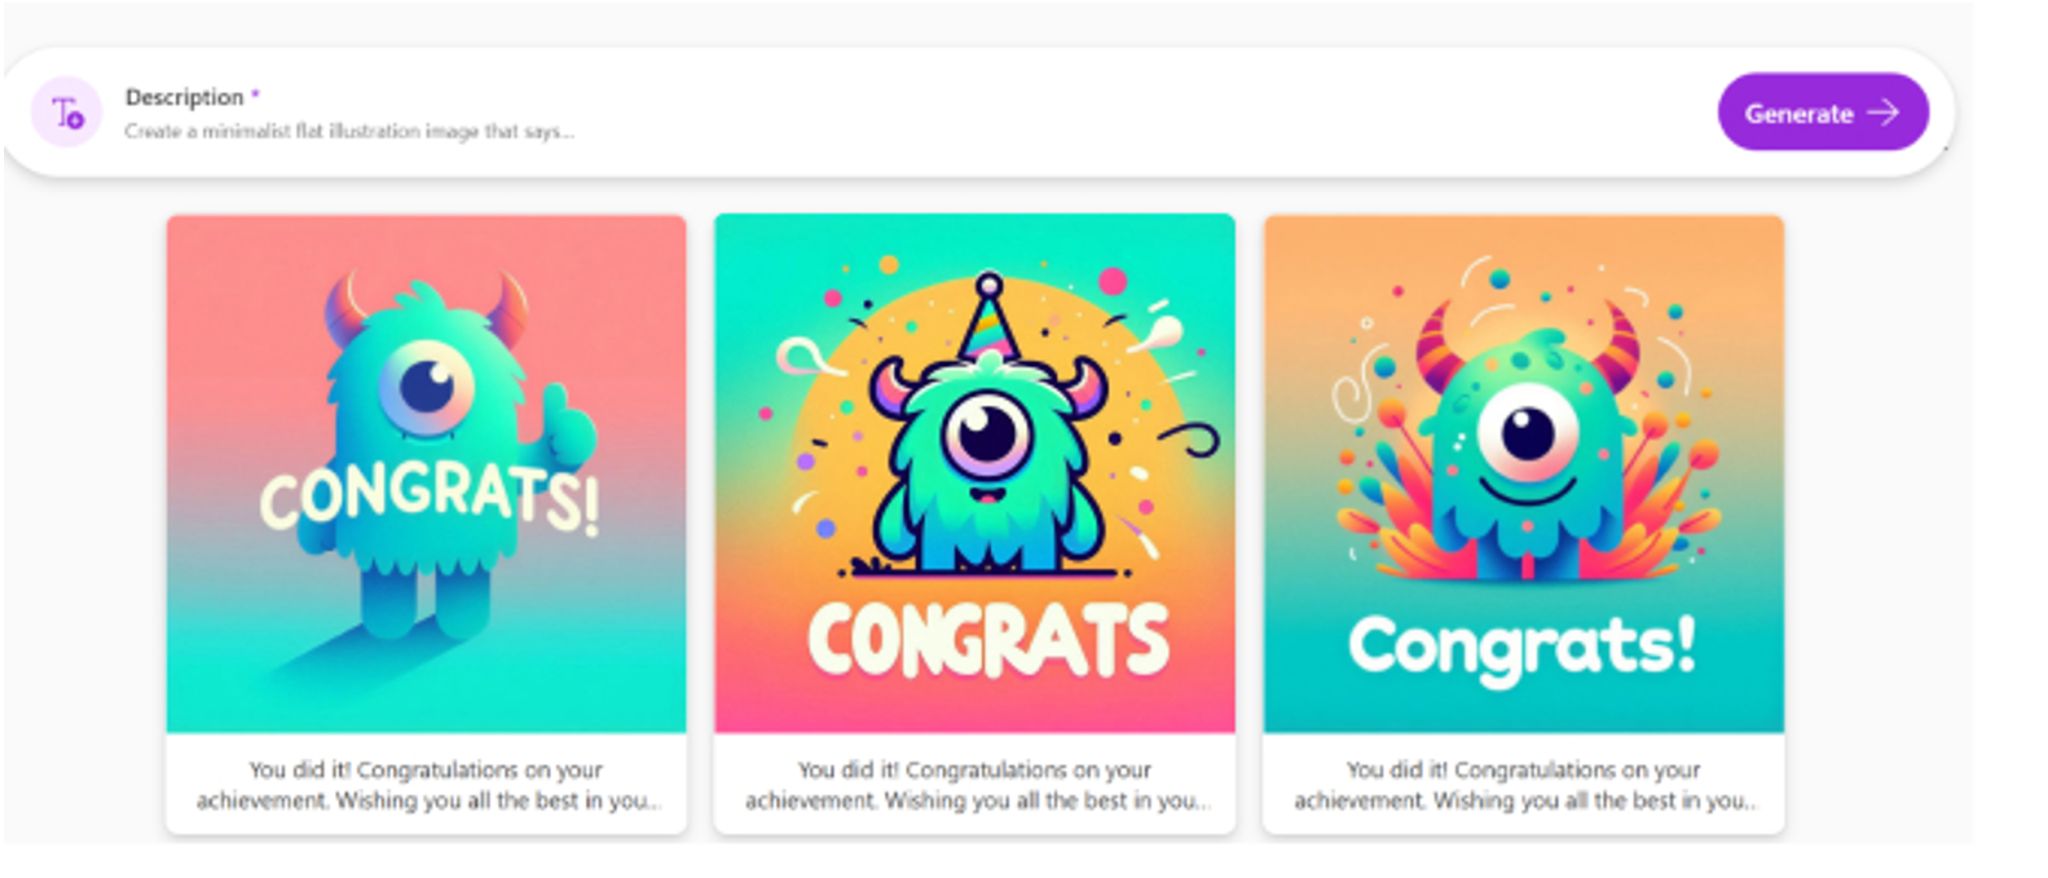 Description *
Create a minimalist flat illustration image that says...
Generate
CONGRATS!
CONGRATS
Congrats!
You did it! Congratulations on your
achievement. Wishing you all the best in you...
You did it! Congratulations on your
achievement. Wishing you all the best in you...
You did it! Congratulations on your
achievement. Wishing you all the best in you...